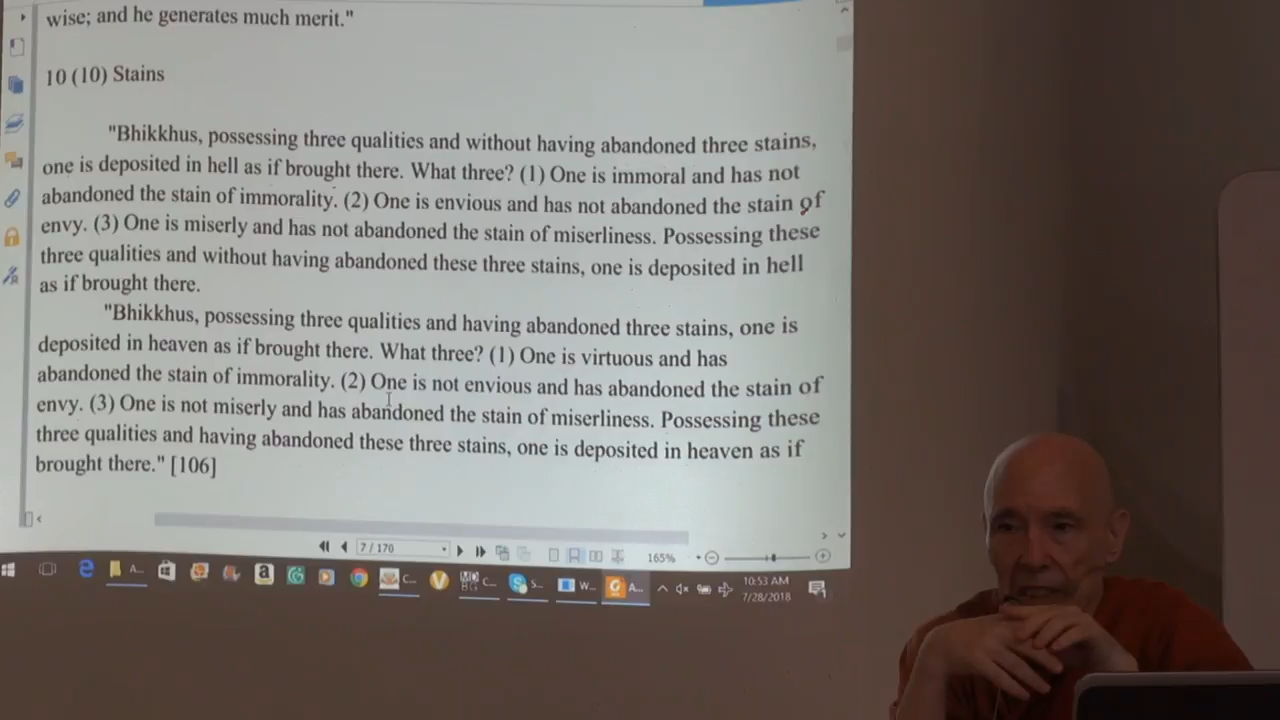 wise; and he generates much merit."
10 (10) Stains
"Bhikkhus, possessing three qualities and without having abandoned three stains,
one is deposited in hell as if brought there. What three? (1) One is immoral and has not
abandoned the stain of immorality. (2) One is envious and has not abandoned the stain of
envy. (3) One is miserly and has not abandoned the stain of miserliness. Possessing these
three qualities and without having abandoned these three stains, one is deposited in hell
as if brought there.
"Bhikkhus, possessing three qualities and having abandoned three stains, one is
deposited in heaven as if brought there. What three? (1) One is virtuous and has
abandoned the stain of immorality. (2) One is not envious and has abandoned the stain of
envy. (3) One is not miserly and has abandoned the stain of miserliness. Possessing these
three qualities and having abandoned these three stains, one is deposited in heaven as if
brought there." [106]
7 / 170
165%
A...
C...
C...
S...
W...
A...
10:53 AM
7/28/2018